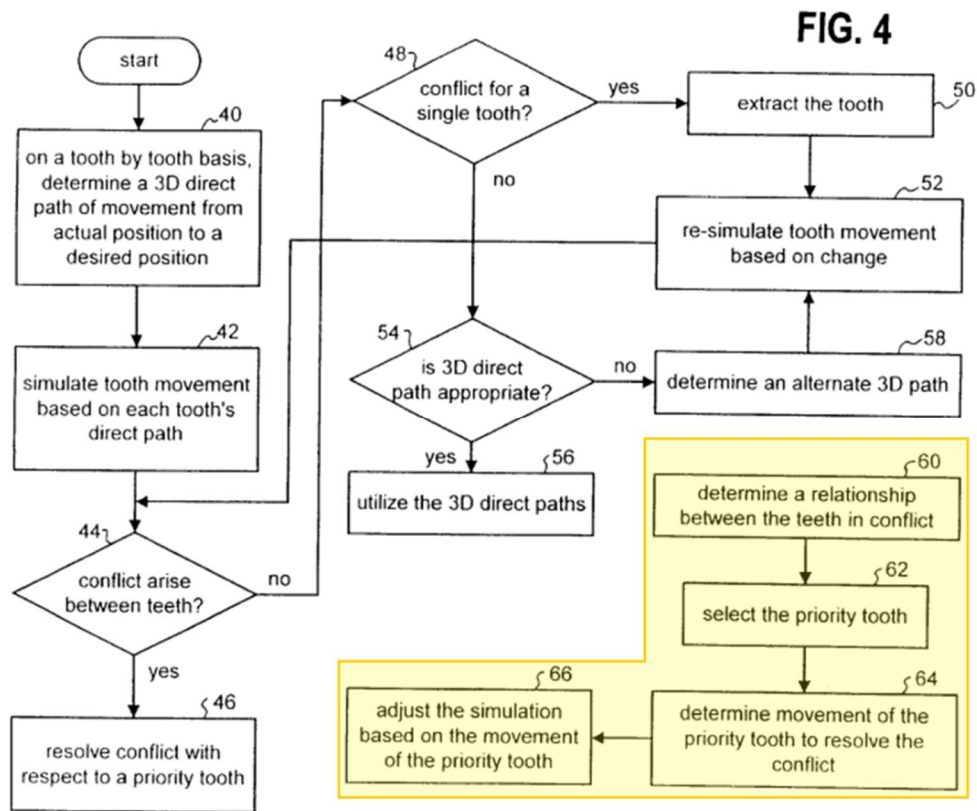 FIG. 4
start
40
on a tooth by tooth basis,
determine a 3D direct
path of movement from
actual position to a
desired position
42
simulate tooth movement
based on each tooth's
direct path
44
conflict arise
between teeth?
no
yes
46
resolve conflict with
respect to a priority tooth
48
conflict for a
single tooth?
yes
no
50
extract the tooth
52
re-simulate tooth movement
based on change
54
is 3D direct
path appropriate?
no
yes
56
utilize the 3D direct paths
58
determine an alternate 3D path
60
determine a relationship
between the teeth in conflict
62
select the priority tooth
64
determine movement of the
priority tooth to resolve the
conflict
66
adjust the simulation
based on the movement
of the priority tooth